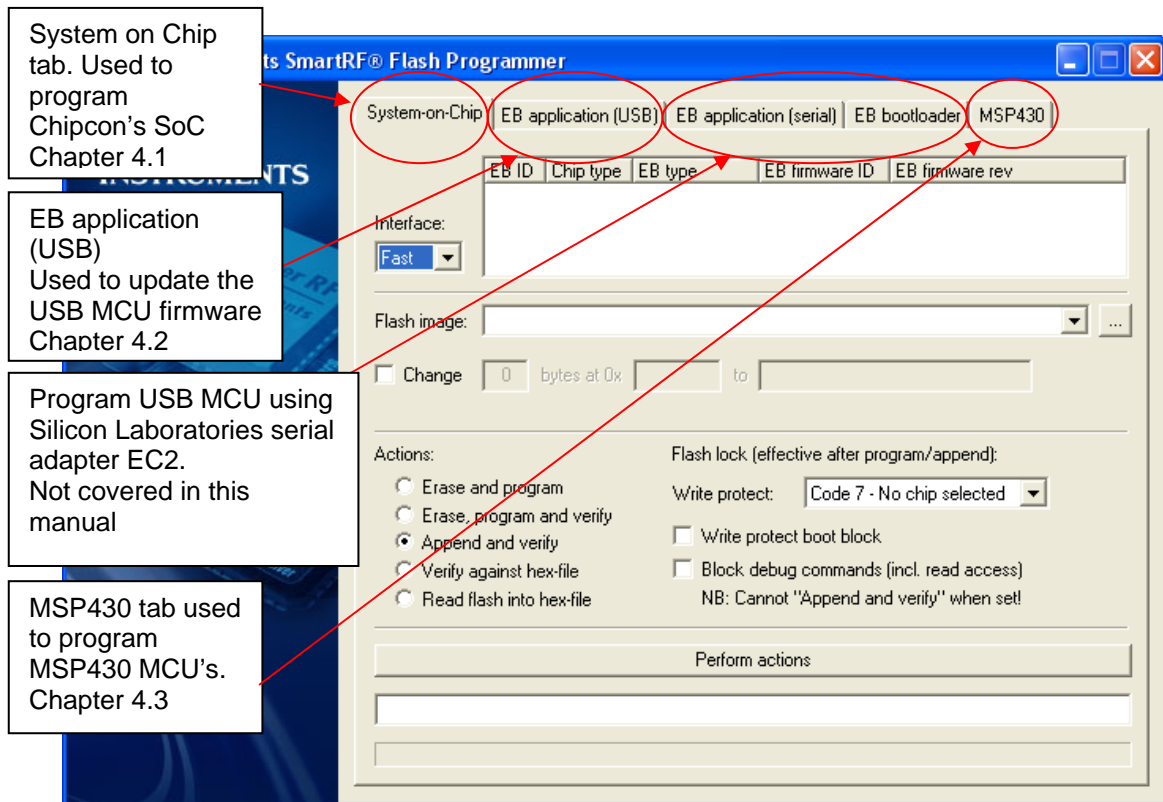 System on Chip
tab. Used to
program
Chipcon's SoC
Chapter 4.1
EB application
(USB)
Used to update the
USB MCU firmware
Chapter 4.2
Program USB MCU using
Silicon Laboratories serial
adapter EC2.
Not covered in this
manual
MSP430 tab used
to program
MSP430 MCU's.
Chapter 4.3
ts SmartRF® Flash Programmer
INSTRUMENTS
System-on-Chip EB application (USB) EB application (serial) EB bootloader MSP430
EB ID Chip type EB type EB firmware ID EB firmware rev
Interface:
Fast
Flash image:
...
Change 0 bytes at 0x to
Actions:
Erase and program
Erase, program and verify
Append and verify
Verify against hex-file
Read flash into hex-file
Flash lock (effective after program/append):
Write protect: Code 7 - No chip selected
Write protect boot block
Block debug commands (incl. read access)
NB: Cannot "Append and verify" when set!
Perform actions